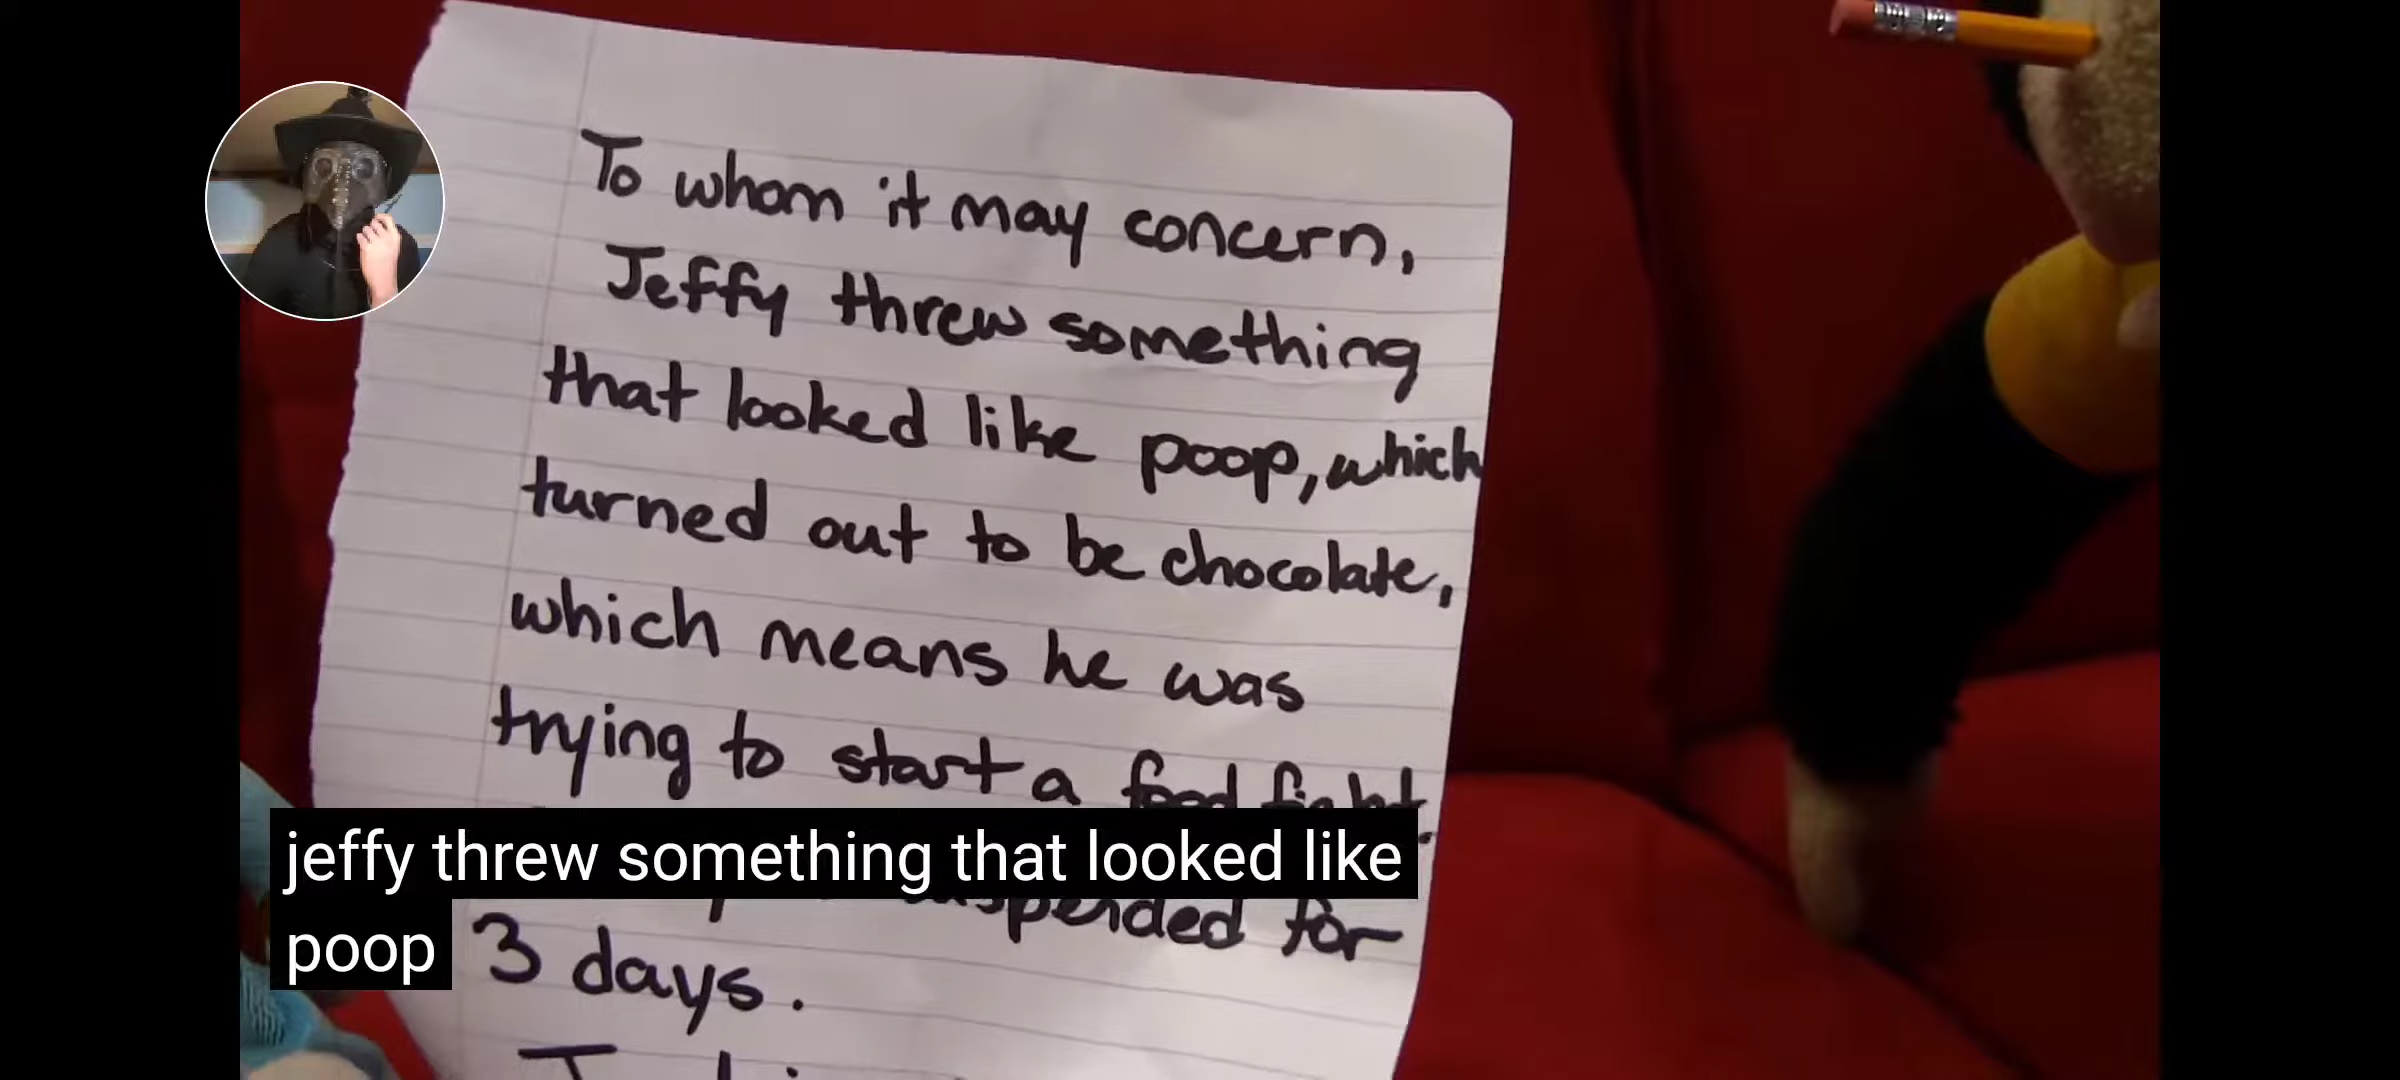 To whom it may concern,
Jeffy threw something
that looked like poop, which
turned out to be chocolate,
which means he was
trying to start a food fight.
jeffy threw something that looked like
poop
suspended for
3 days.